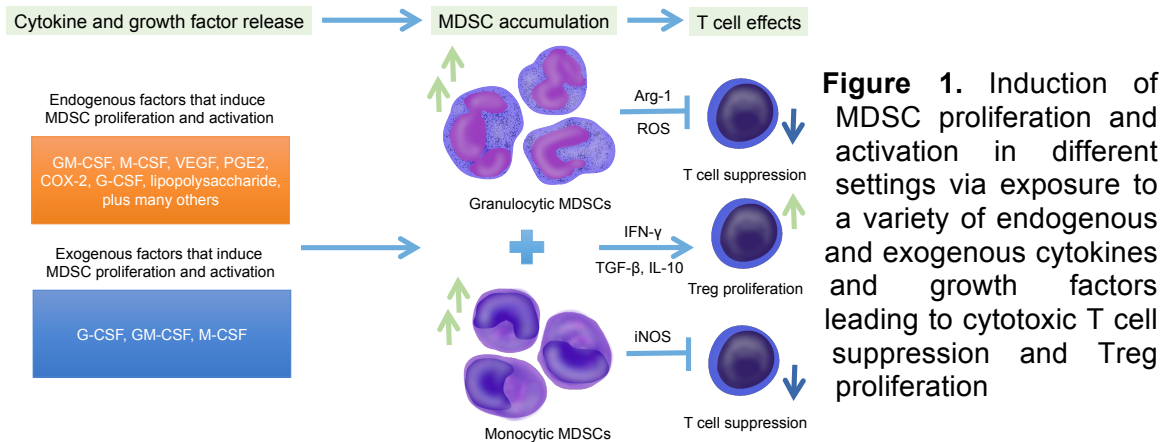 Cytokine and growth factor release
MDSC accumulation
T cell effects
Endogenous factors that induce
MDSC proliferation and activation
GM-CSF, M-CSF, VEGF, PGE2,
COX-2, G-CSF, lipopolysaccharide,
plus many others
Exogenous factors that induce
MDSC proliferation and activation
G-CSF, GM-CSF, M-CSF
Granulocytic MDSCs
Monocytic MDSCs
Arg-1
ROS
T cell suppression
IFN-γ
TGF-β, IL-10
Treg proliferation
iNOS
T cell suppression
Figure 1. Induction of
MDSC proliferation and
activation in different
settings via exposure to
a variety of endogenous
and exogenous cytokines
and growth factors
leading to cytotoxic T cell
suppression and Treg
proliferation